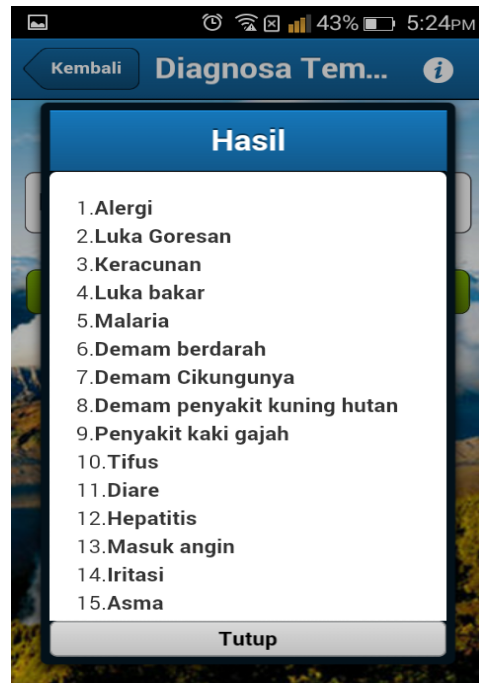 43% 5:24PM
Kembali Diagnosa Tem...
Hasil
1.Alergi
2.Luka Goresan
3.Keracunan
4.Luka bakar
5.Malaria
6.Demam berdarah
7.Demam Cikungunya
8.Demam penyakit kuning hutan
9.Penyakit kaki gajah
10.Tifus
11.Diare
12.Hepatitis
13.Masuk angin
14.Iritasi
15.Asma
Tutup